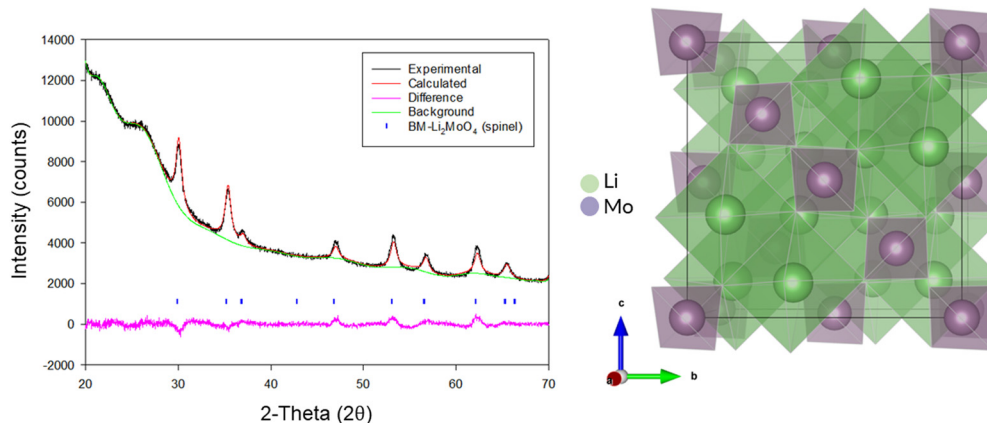 14000
12000
10000
8000
6000
4000
2000
0
-2000
Intensity (counts)
Experimental
Calculated
Difference
Background
BM-Li₂MoO₄ (spinel)
20
30
40
50
60
70
2-Theta (2θ)
Li
Mo
c
a
b